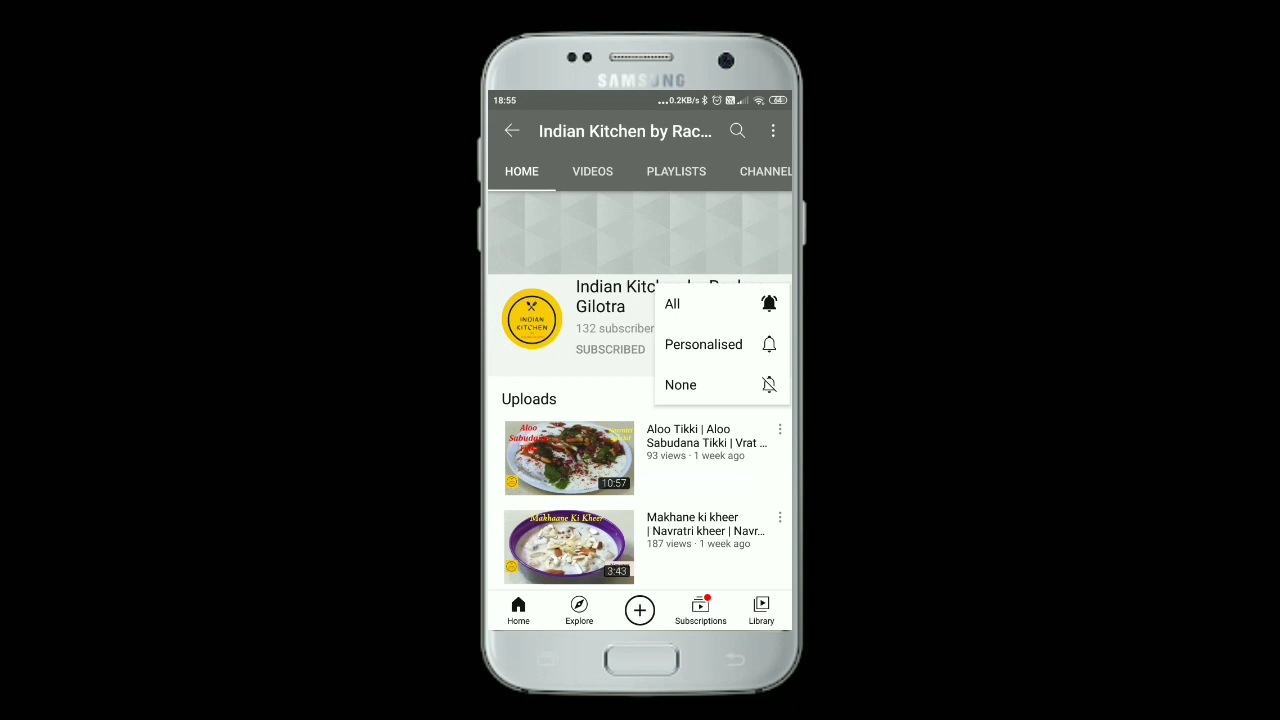 SAMSUNG
18:55
...0.2KB/s
64
Indian Kitchen by Rac...
HOME VIDEOS PLAYLISTS CHANNEL
Indian Kitc
Gilotra
132 subscriber
SUBSCRIBED
All
Personalised
None
INDIAN
KITCHEN
Uploads
Aloo
10:57
Aloo Tikki | Aloo
Sabudana Tikki | Vrat ...
93 views · 1 week ago
Makhaane Ki Kheer
3:43
Makhane ki kheer
| Navratri kheer | Navr...
187 views · 1 week ago
Home Explore Subscriptions Library